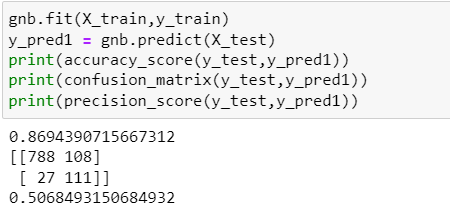 gnb.fit(X_train,y_train)
y_pred1 = gnb.predict(X_test)
print(accuracy_score(y_test,y_pred1))
print(confusion_matrix(y_test,y_pred1))
print(precision_score(y_test,y_pred1))
0.8694390715667312
[[788 108]
 [ 27 111]]
0.5068493150684932